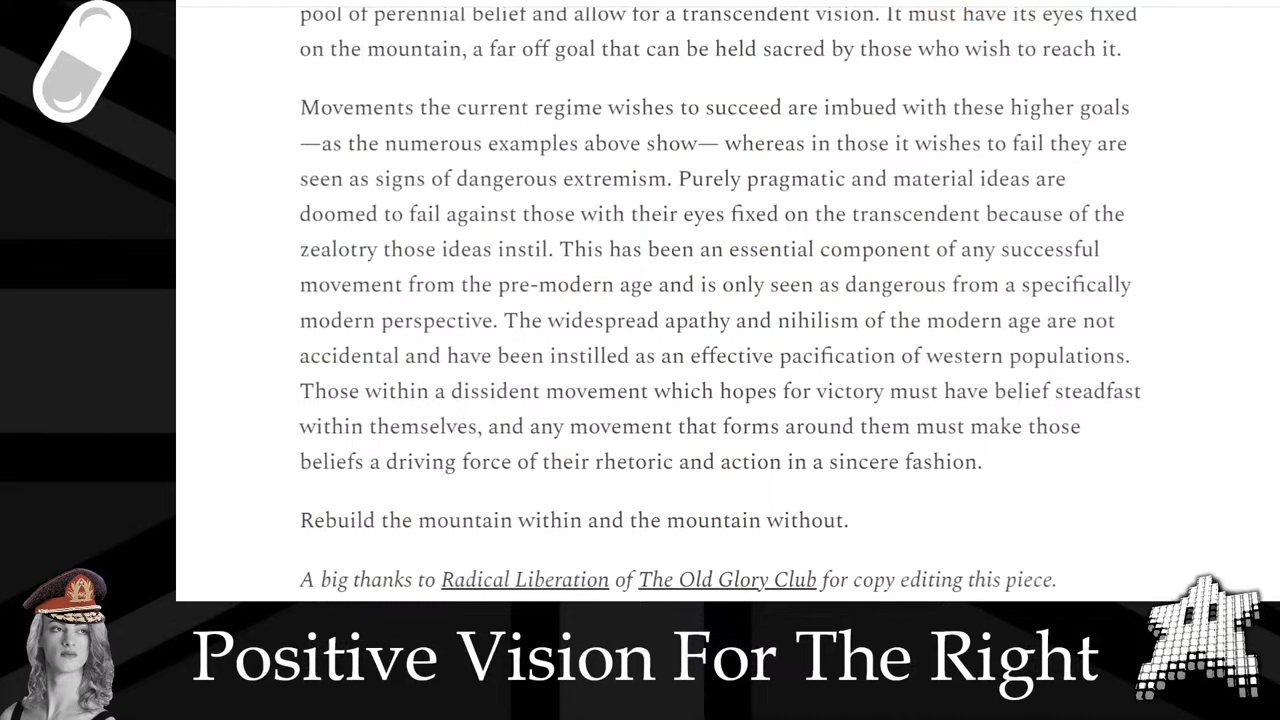 pool of perennial belief and allow for a transcendent vision. It must have its eyes fixed
on the mountain, a far off goal that can be held sacred by those who wish to reach it.
Movements the current regime wishes to succeed are imbued with these higher goals
—as the numerous examples above show— whereas in those it wishes to fail they are
seen as signs of dangerous extremism. Purely pragmatic and material ideas are
doomed to fail against those with their eyes fixed on the transcendent because of the
zealotry those ideas instil. This has been an essential component of any successful
movement from the pre-modern age and is only seen as dangerous from a specifically
modern perspective. The widespread apathy and nihilism of the modern age are not
accidental and have been instilled as an effective pacification of western populations.
Those within a dissident movement which hopes for victory must have belief steadfast
within themselves, and any movement that forms around them must make those
beliefs a driving force of their rhetoric and action in a sincere fashion.
Rebuild the mountain within and the mountain without.
A big thanks to Radical Liberation of The Old Glory Club for copy editing this piece.
Positive Vision For The Right